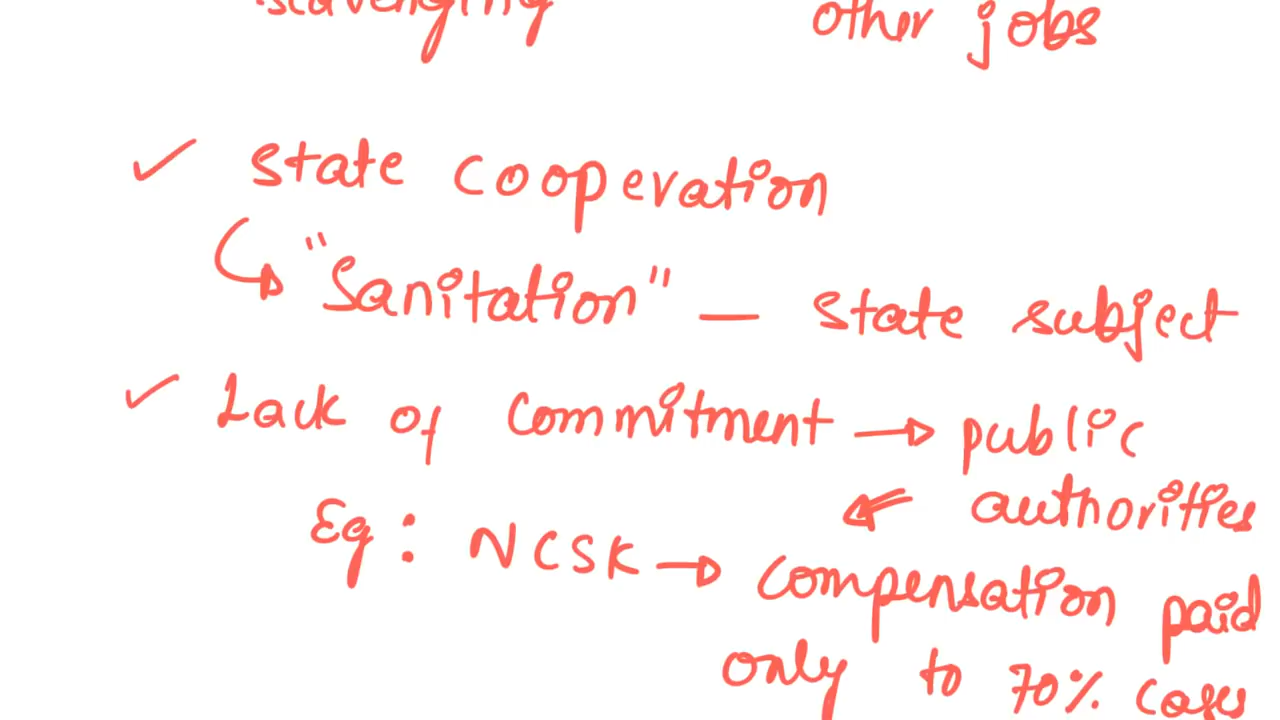 scavenging other jobs
✓ State cooperation
"Sanitation" — state subject
✓ Lack of commitment → public
authorities
Eg: NCSK → compensation paid
only to 70% cases